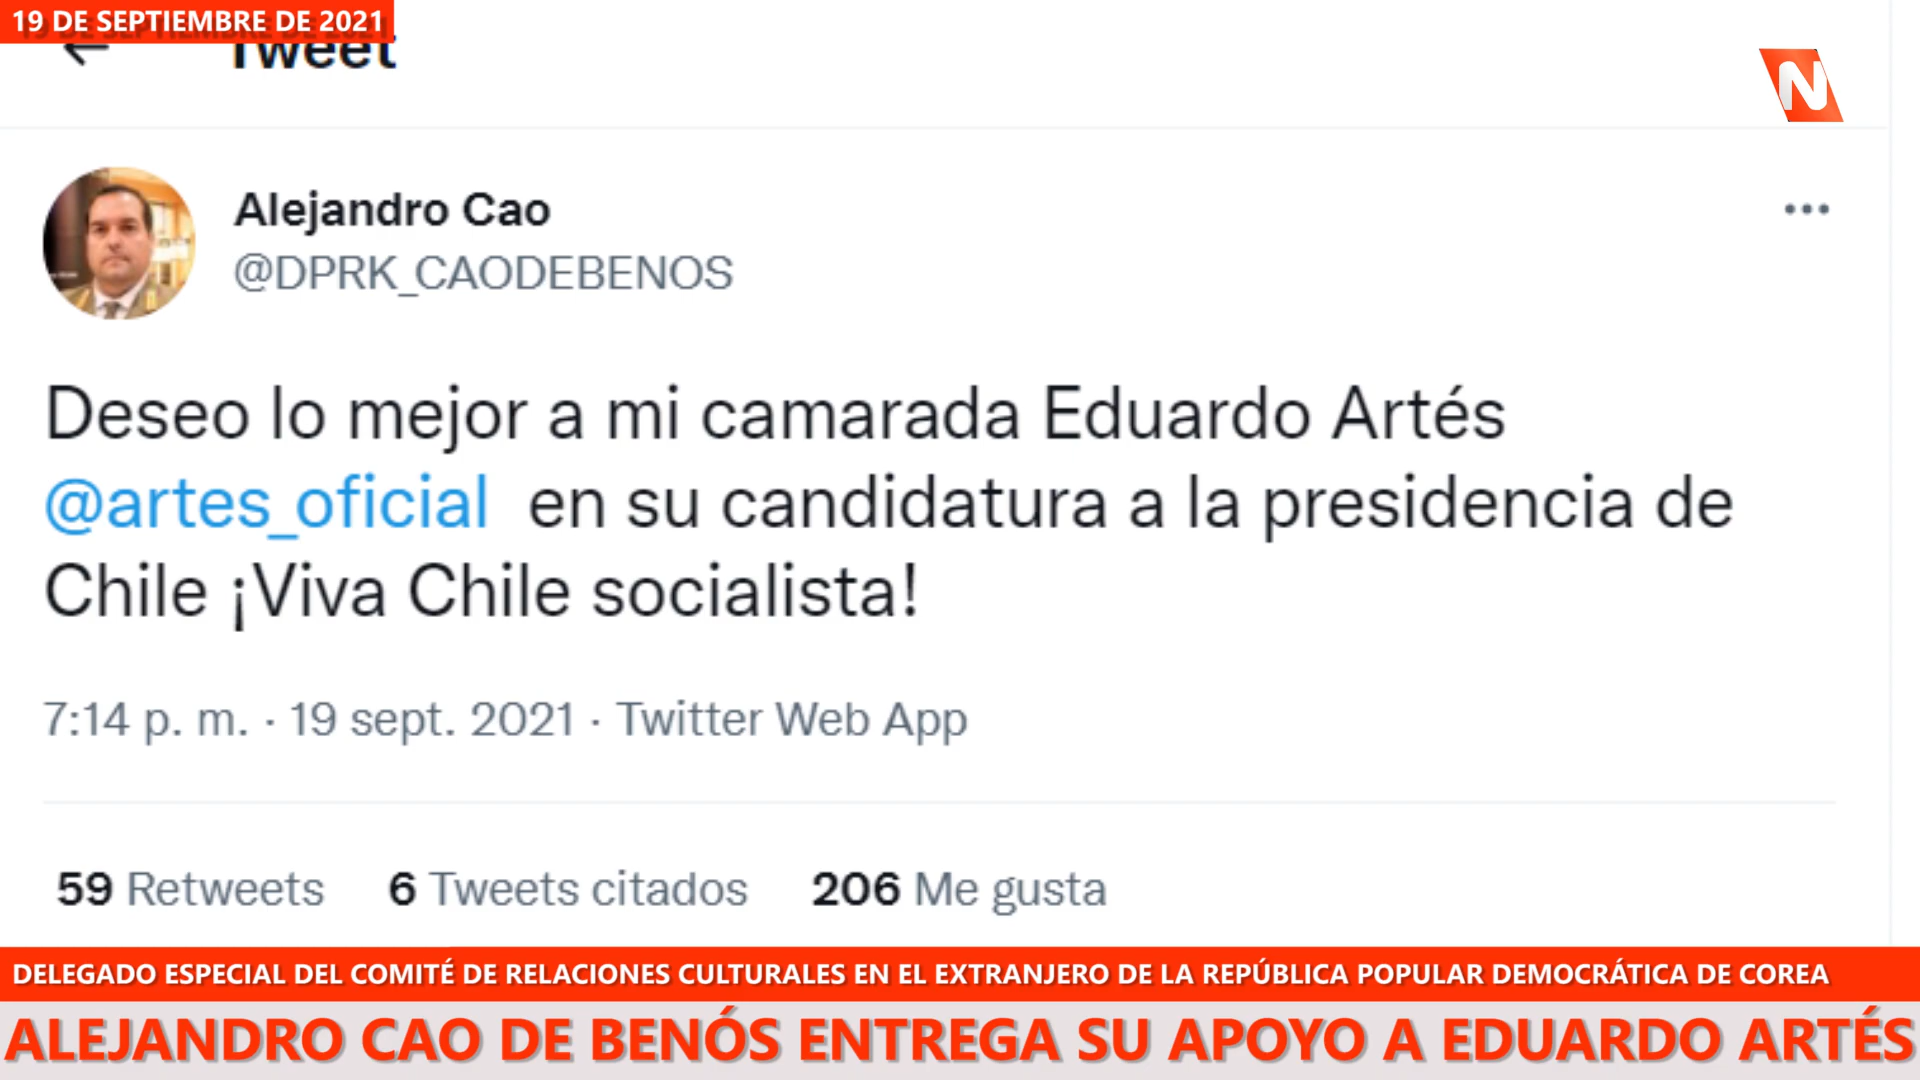 19 DE SEPTIEMBRE DE 2021
Tweet
N
Alejandro Cao
@DPRK_CAODEBENOS
Deseo lo mejor a mi camarada Eduardo Artés
@artes_oficial en su candidatura a la presidencia de
Chile ¡Viva Chile socialista!
7:14 p. m. · 19 sept. 2021 · Twitter Web App
59 Retweets 6 Tweets citados 206 Me gusta
DELEGADO ESPECIAL DEL COMITÉ DE RELACIONES CULTURALES EN EL EXTRANJERO DE LA REPÚBLICA POPULAR DEMOCRÁTICA DE COREA
ALEJANDRO CAO DE BENÓS ENTREGA SU APOYO A EDUARDO ARTÉS